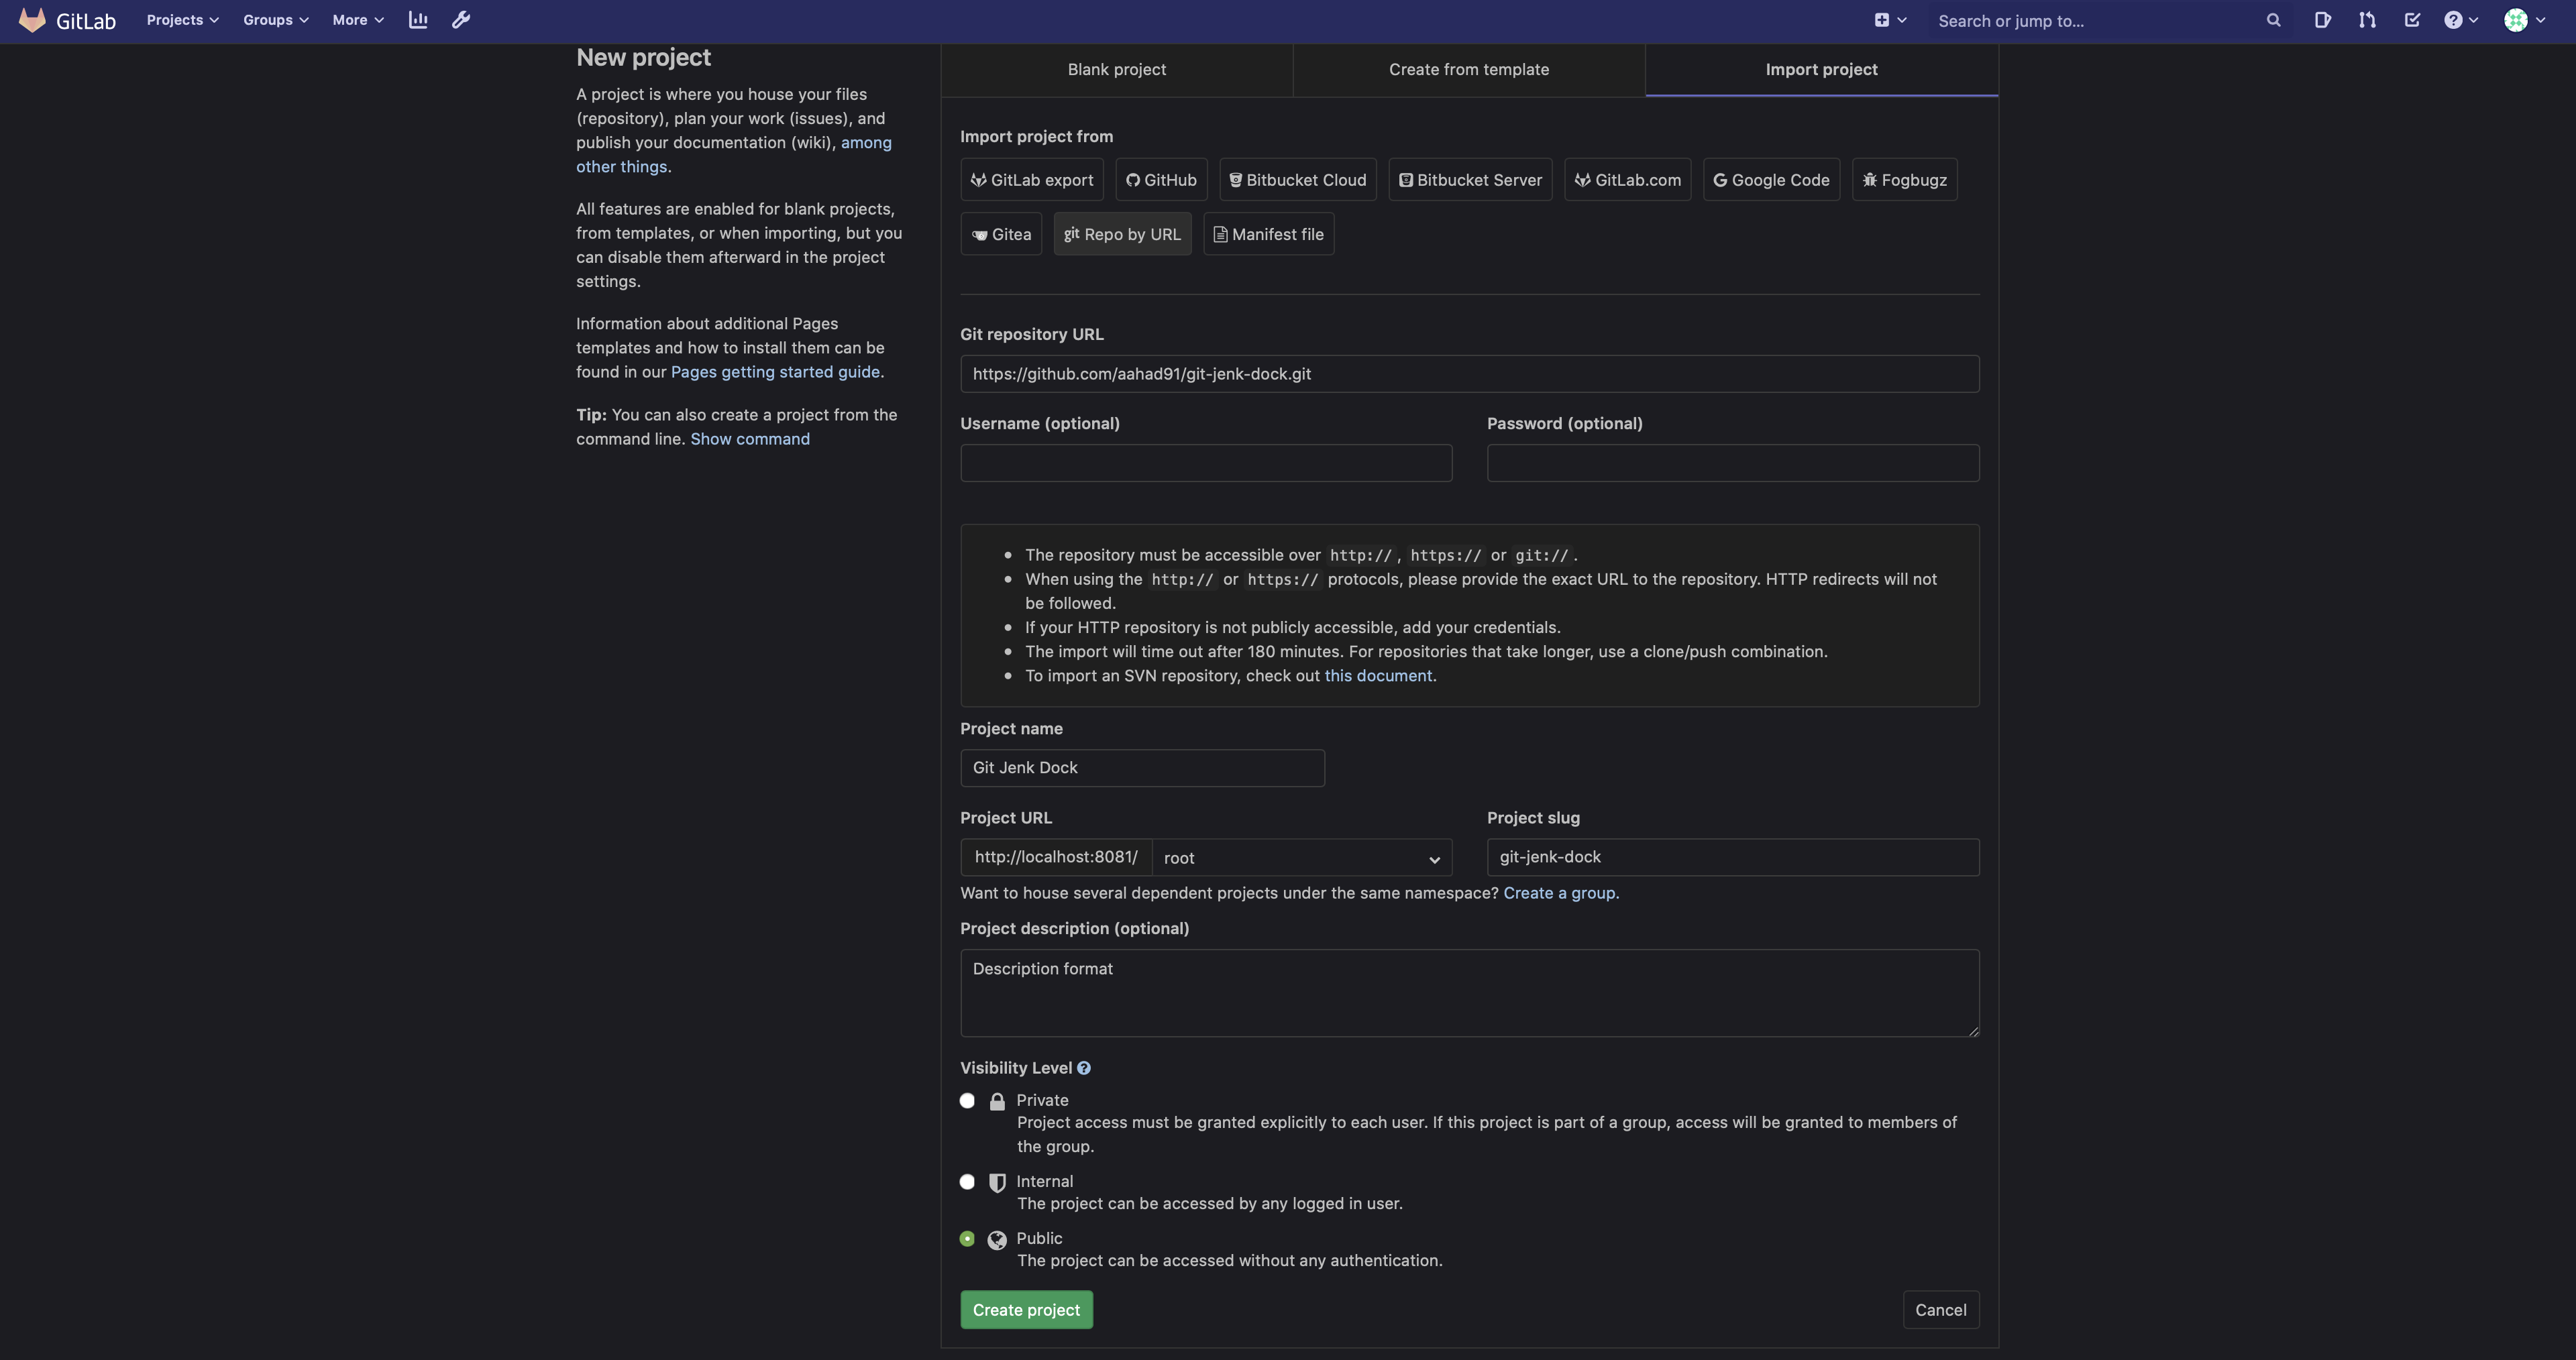 GitLab Projects Groups More Search or jump to...
New project
A project is where you house your files
(repository), plan your work (issues), and
publish your documentation (wiki), among
other things.
All features are enabled for blank projects,
from templates, or when importing, but you
can disable them afterward in the project
settings.
Information about additional Pages
templates and how to install them can be
found in our Pages getting started guide.
Tip: You can also create a project from the
command line. Show command
Blank project Create from template Import project
Import project from
GitLab export GitHub Bitbucket Cloud Bitbucket Server GitLab.com Google Code Fogbugz
Gitea git Repo by URL Manifest file
Git repository URL
https://github.com/aahad91/git-jenk-dock.git
Username (optional) Password (optional)
The repository must be accessible over http://, https:// or git://.
When using the http:// or https:// protocols, please provide the exact URL to the repository. HTTP redirects will not
be followed.
If your HTTP repository is not publicly accessible, add your credentials.
The import will time out after 180 minutes. For repositories that take longer, use a clone/push combination.
To import an SVN repository, check out this document.
Project name
Git Jenk Dock
Project URL Project slug
http://localhost:8081/ root git-jenk-dock
Want to house several dependent projects under the same namespace? Create a group.
Project description (optional)
Description format
Visibility Level
Private
Project access must be granted explicitly to each user. If this project is part of a group, access will be granted to members of
the group.
Internal
The project can be accessed by any logged in user.
Public
The project can be accessed without any authentication.
Create project Cancel